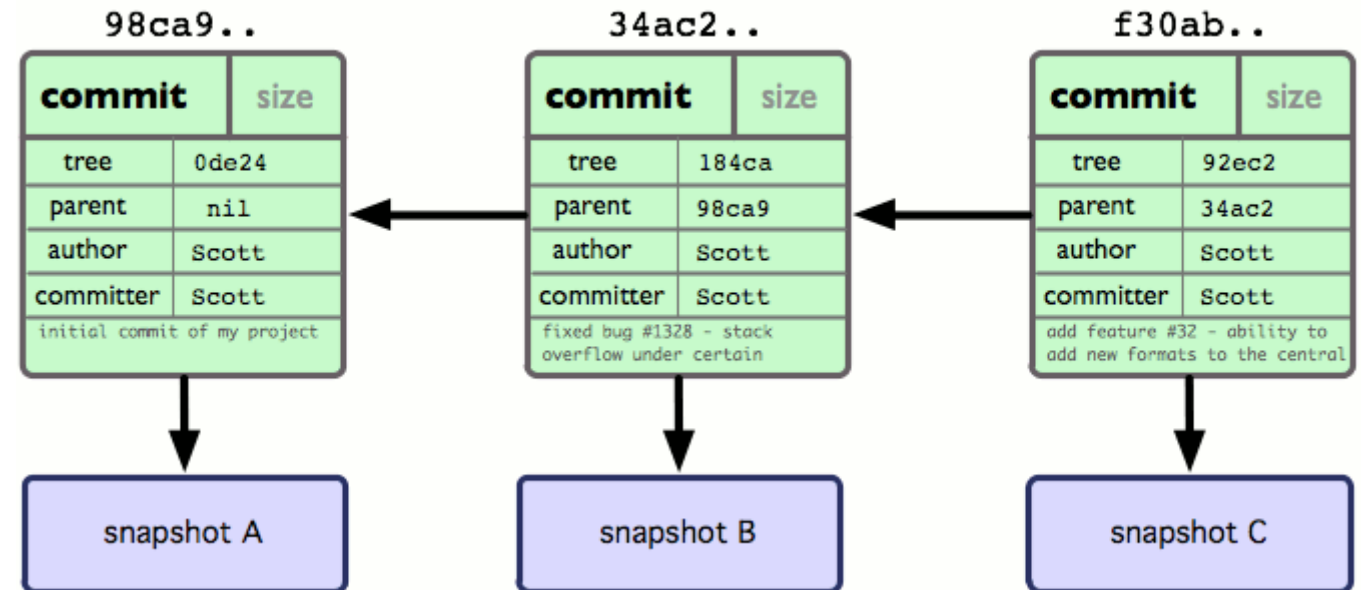 98ca9..
commit size
tree 0de24
parent nil
author Scott
committer Scott
initial commit of my project
snapshot A
34ac2..
commit size
tree 184ca
parent 98ca9
author Scott
committer Scott
fixed bug #1328 - stack
overflow under certain
snapshot B
f30ab..
commit size
tree 92ec2
parent 34ac2
author Scott
committer Scott
add feature #32 - ability to
add new formats to the central
snapshot C